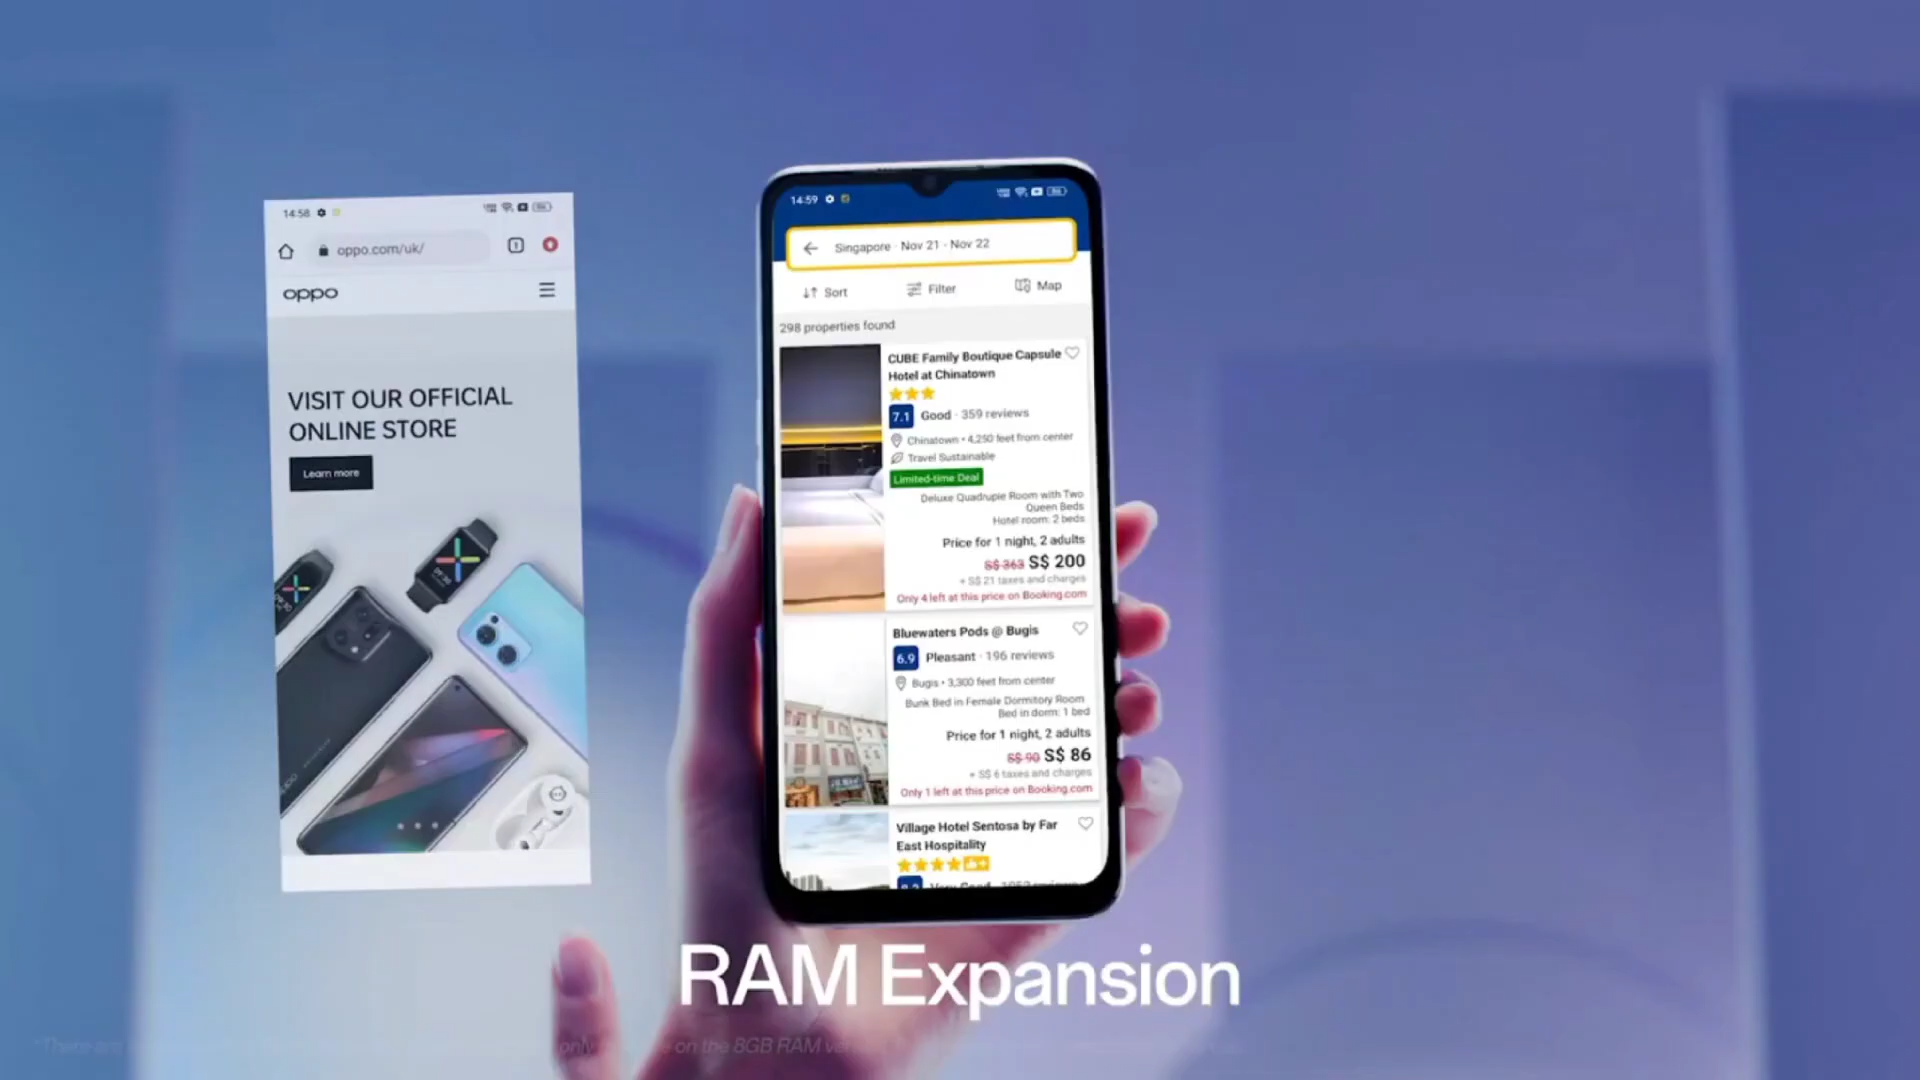 14:58
oppo.com/uk/
1
oppo
VISIT OUR OFFICIAL
ONLINE STORE
Learn more
14:59
Singapore · Nov 21 - Nov 22
Sort
Filter
Map
298 properties found
CUBE Family Boutique Capsule
Hotel at Chinatown
7.1 Good · 359 reviews
Chinatown • 4,250 feet from center
Travel Sustainable
Limited-time Deal
Deluxe Quadruple Room with Two
Queen Beds
Hotel room: 2 beds
Price for 1 night, 2 adults
S$ 363 S$ 200
+ S$ 21 taxes and charges
Only 4 left at this price on Booking.com
Bluewaters Pods @ Bugis
6.9 Pleasant · 196 reviews
Bugis • 3,300 feet from center
Bunk Bed in Female Dormitory Room
Bed in dorm: 1 bed
Price for 1 night, 2 adults
S$ 90 S$ 86
+ S$ 6 taxes and charges
Only 1 left at this price on Booking.com
Village Hotel Sentosa by Far
East Hospitality
Very Good
RAM Expansion
*There are
only
on the 8GB RAM